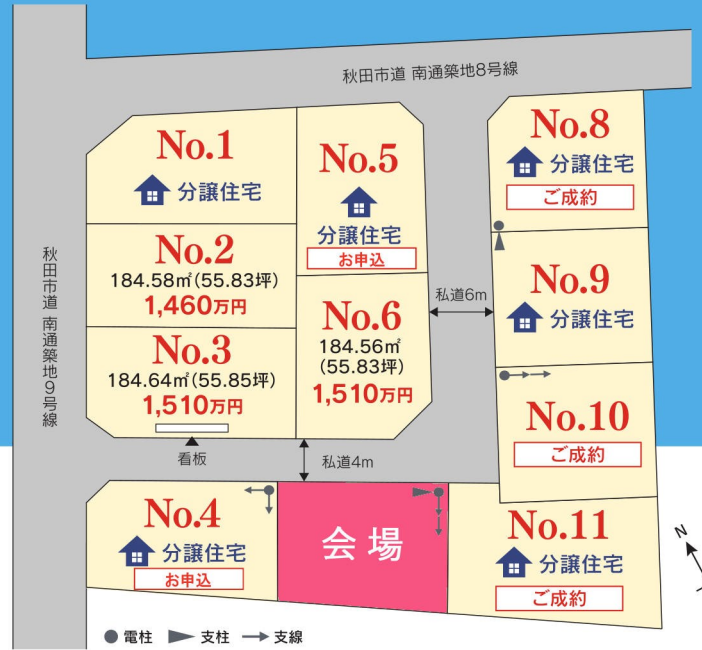 秋田市道 南通築地8号線
秋田市道 南通築地9号線
No.1
分譲住宅
No.2
184.58㎡(55.83坪)
1,460万円
No.3
184.64㎡(55.85坪)
1,510万円
看板
No.5
分譲住宅
お申込
No.6
184.56㎡
(55.83坪)
1,510万円
私道6m
私道4m
No.8
分譲住宅
ご成約
No.9
分譲住宅
No.10
ご成約
No.4
分譲住宅
お申込
会場
No.11
分譲住宅
ご成約
N
電柱 支柱 支線